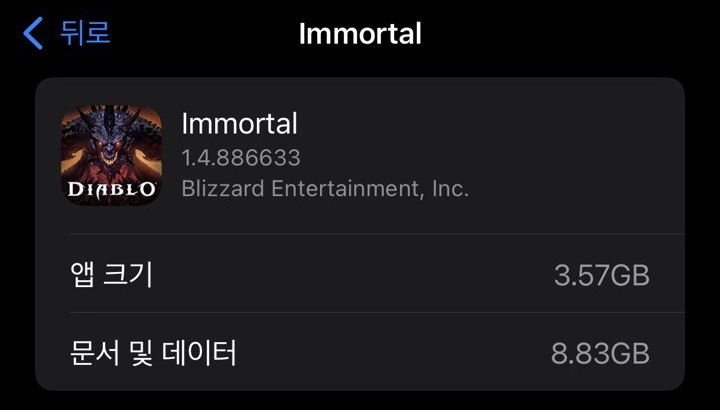 뒤로 Immortal
DIABLO
Immortal
1.4.886633
Blizzard Entertainment, Inc.
앱 크기 3.57GB
문서 및 데이터 8.83GB